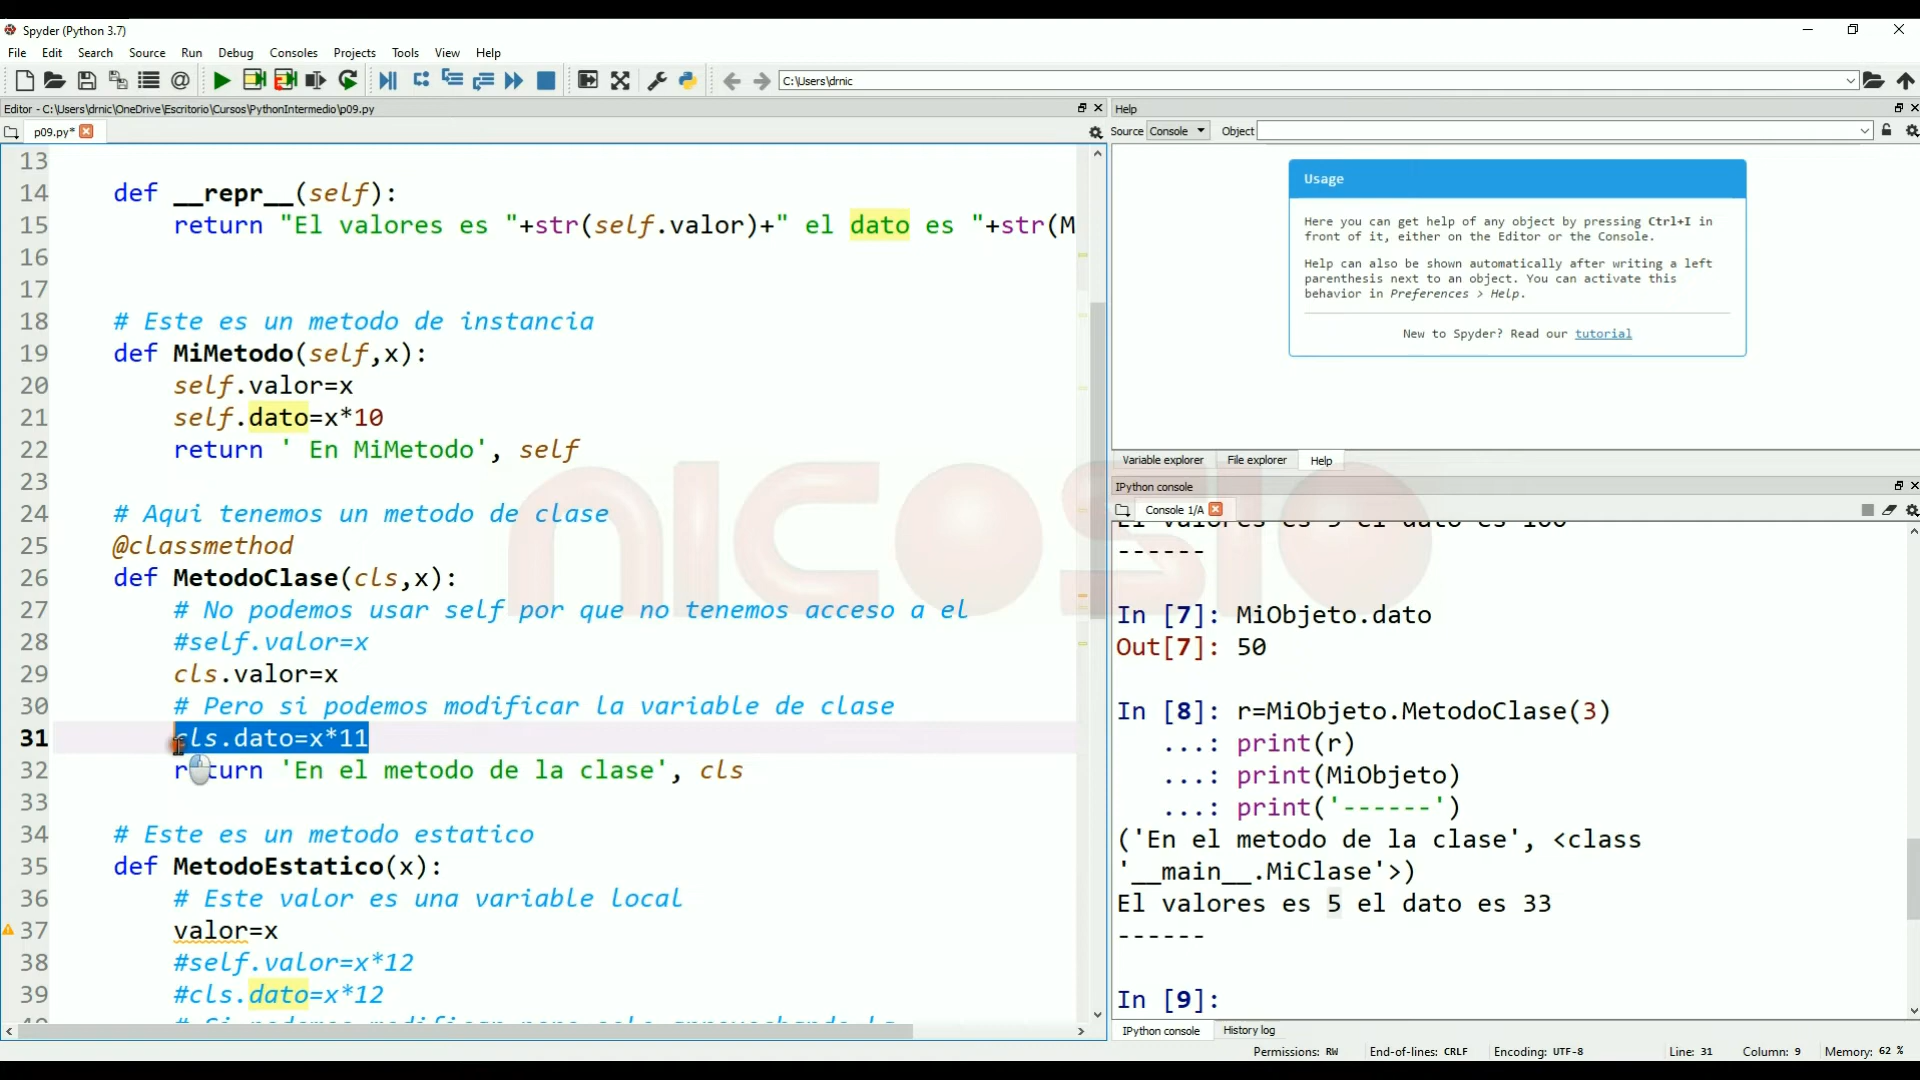 Spyder (Python 3.7)
File Edit Search Source Run Debug Consoles Projects Tools View Help
C:\Users\drnic
Editor - C:\Users\drnic\OneDrive\Escritorio\Cursos\PythonIntermedio\p09.py
p09.py*
13
14 def __repr__(self):
15 return "El valores es "+str(self.valor)+" el dato es "+str(M
16
17
18 # Este es un metodo de instancia
19 def MiMetodo(self,x):
20 self.valor=x
21 self.dato=x*10
22 return ' En MiMetodo', self
23
24 # Aqui tenemos un metodo de clase
25 @classmethod
26 def MetodoClase(cls,x):
27 # No podemos usar self por que no tenemos acceso a el
28 #self.valor=x
29 cls.valor=x
30 # Pero si podemos modificar la variable de clase
31 cls.dato=x*11
32 return 'En el metodo de la clase', cls
33
34 # Este es un metodo estatico
35 def MetodoEstatico(x):
36 # Este valor es una variable local
37 valor=x
38 #self.valor=x*12
39 #cls.dato=x*12
NICOSIO
Help
Source Console Object
Usage
Here you can get help of any object by pressing Ctrl+I in
front of it, either on the Editor or the Console.
Help can also be shown automatically after writing a left
parenthesis next to an object. You can activate this
behavior in Preferences > Help.
New to Spyder? Read our tutorial
Variable explorer File explorer Help
IPython console
Console 1/A
------
In [7]: MiObjeto.dato
Out[7]: 50
In [8]: r=MiObjeto.MetodoClase(3)
...: print(r)
...: print(MiObjeto)
...: print('------')
('En el metodo de la clase', <class
'__main__.MiClase'>)
El valores es 5 el dato es 33
------
In [9]:
IPython console History log
Permissions: RW End-of-lines: CRLF Encoding: UTF-8 Line: 31 Column: 9 Memory: 62 %